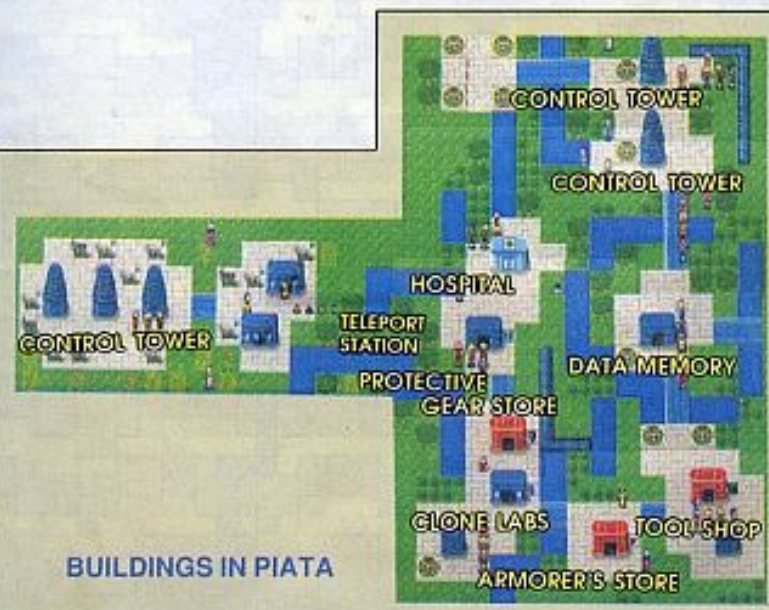 CONTROL TOWER
CONTROL TOWER
HOSPITAL
TELEPORT
STATION
CONTROL TOWER
DATA MEMORY
PROTECTIVE
GEAR STORE
CLONE LABS
TOOL SHOP
ARMORER'S STORE
BUILDINGS IN PIATA